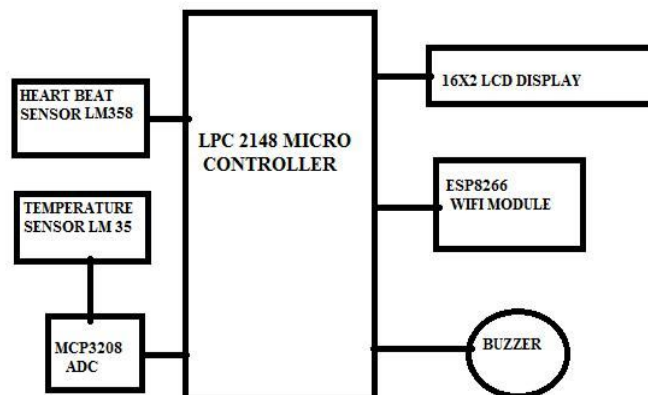 HEART BEAT
SENSOR LM358
TEMPERATURE
SENSOR LM 35
MCP3208
ADC
LPC 2148 MICRO
CONTROLLER
16X2 LCD DISPLAY
ESP8266
WIFI MODULE
BUZZER